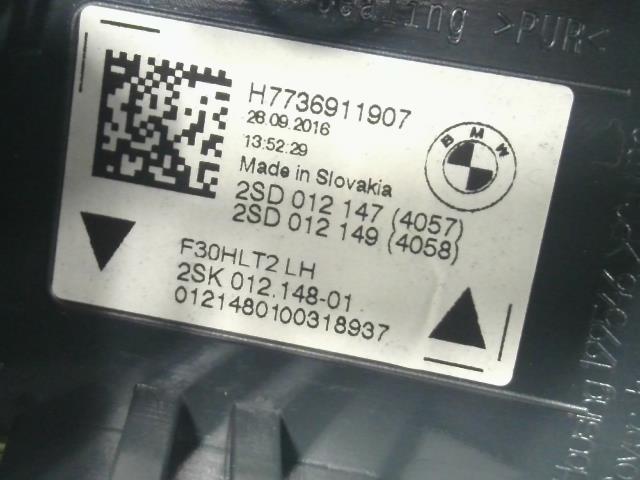 sealing >PUR<
H7736911907
28.09.2016
13:52:29
Made in Slovakia
BMW
2SD 012 147 (4057)
2SD 012 149 (4058)
F30HLT2 LH
2SK 012.148-01
0121480100318937